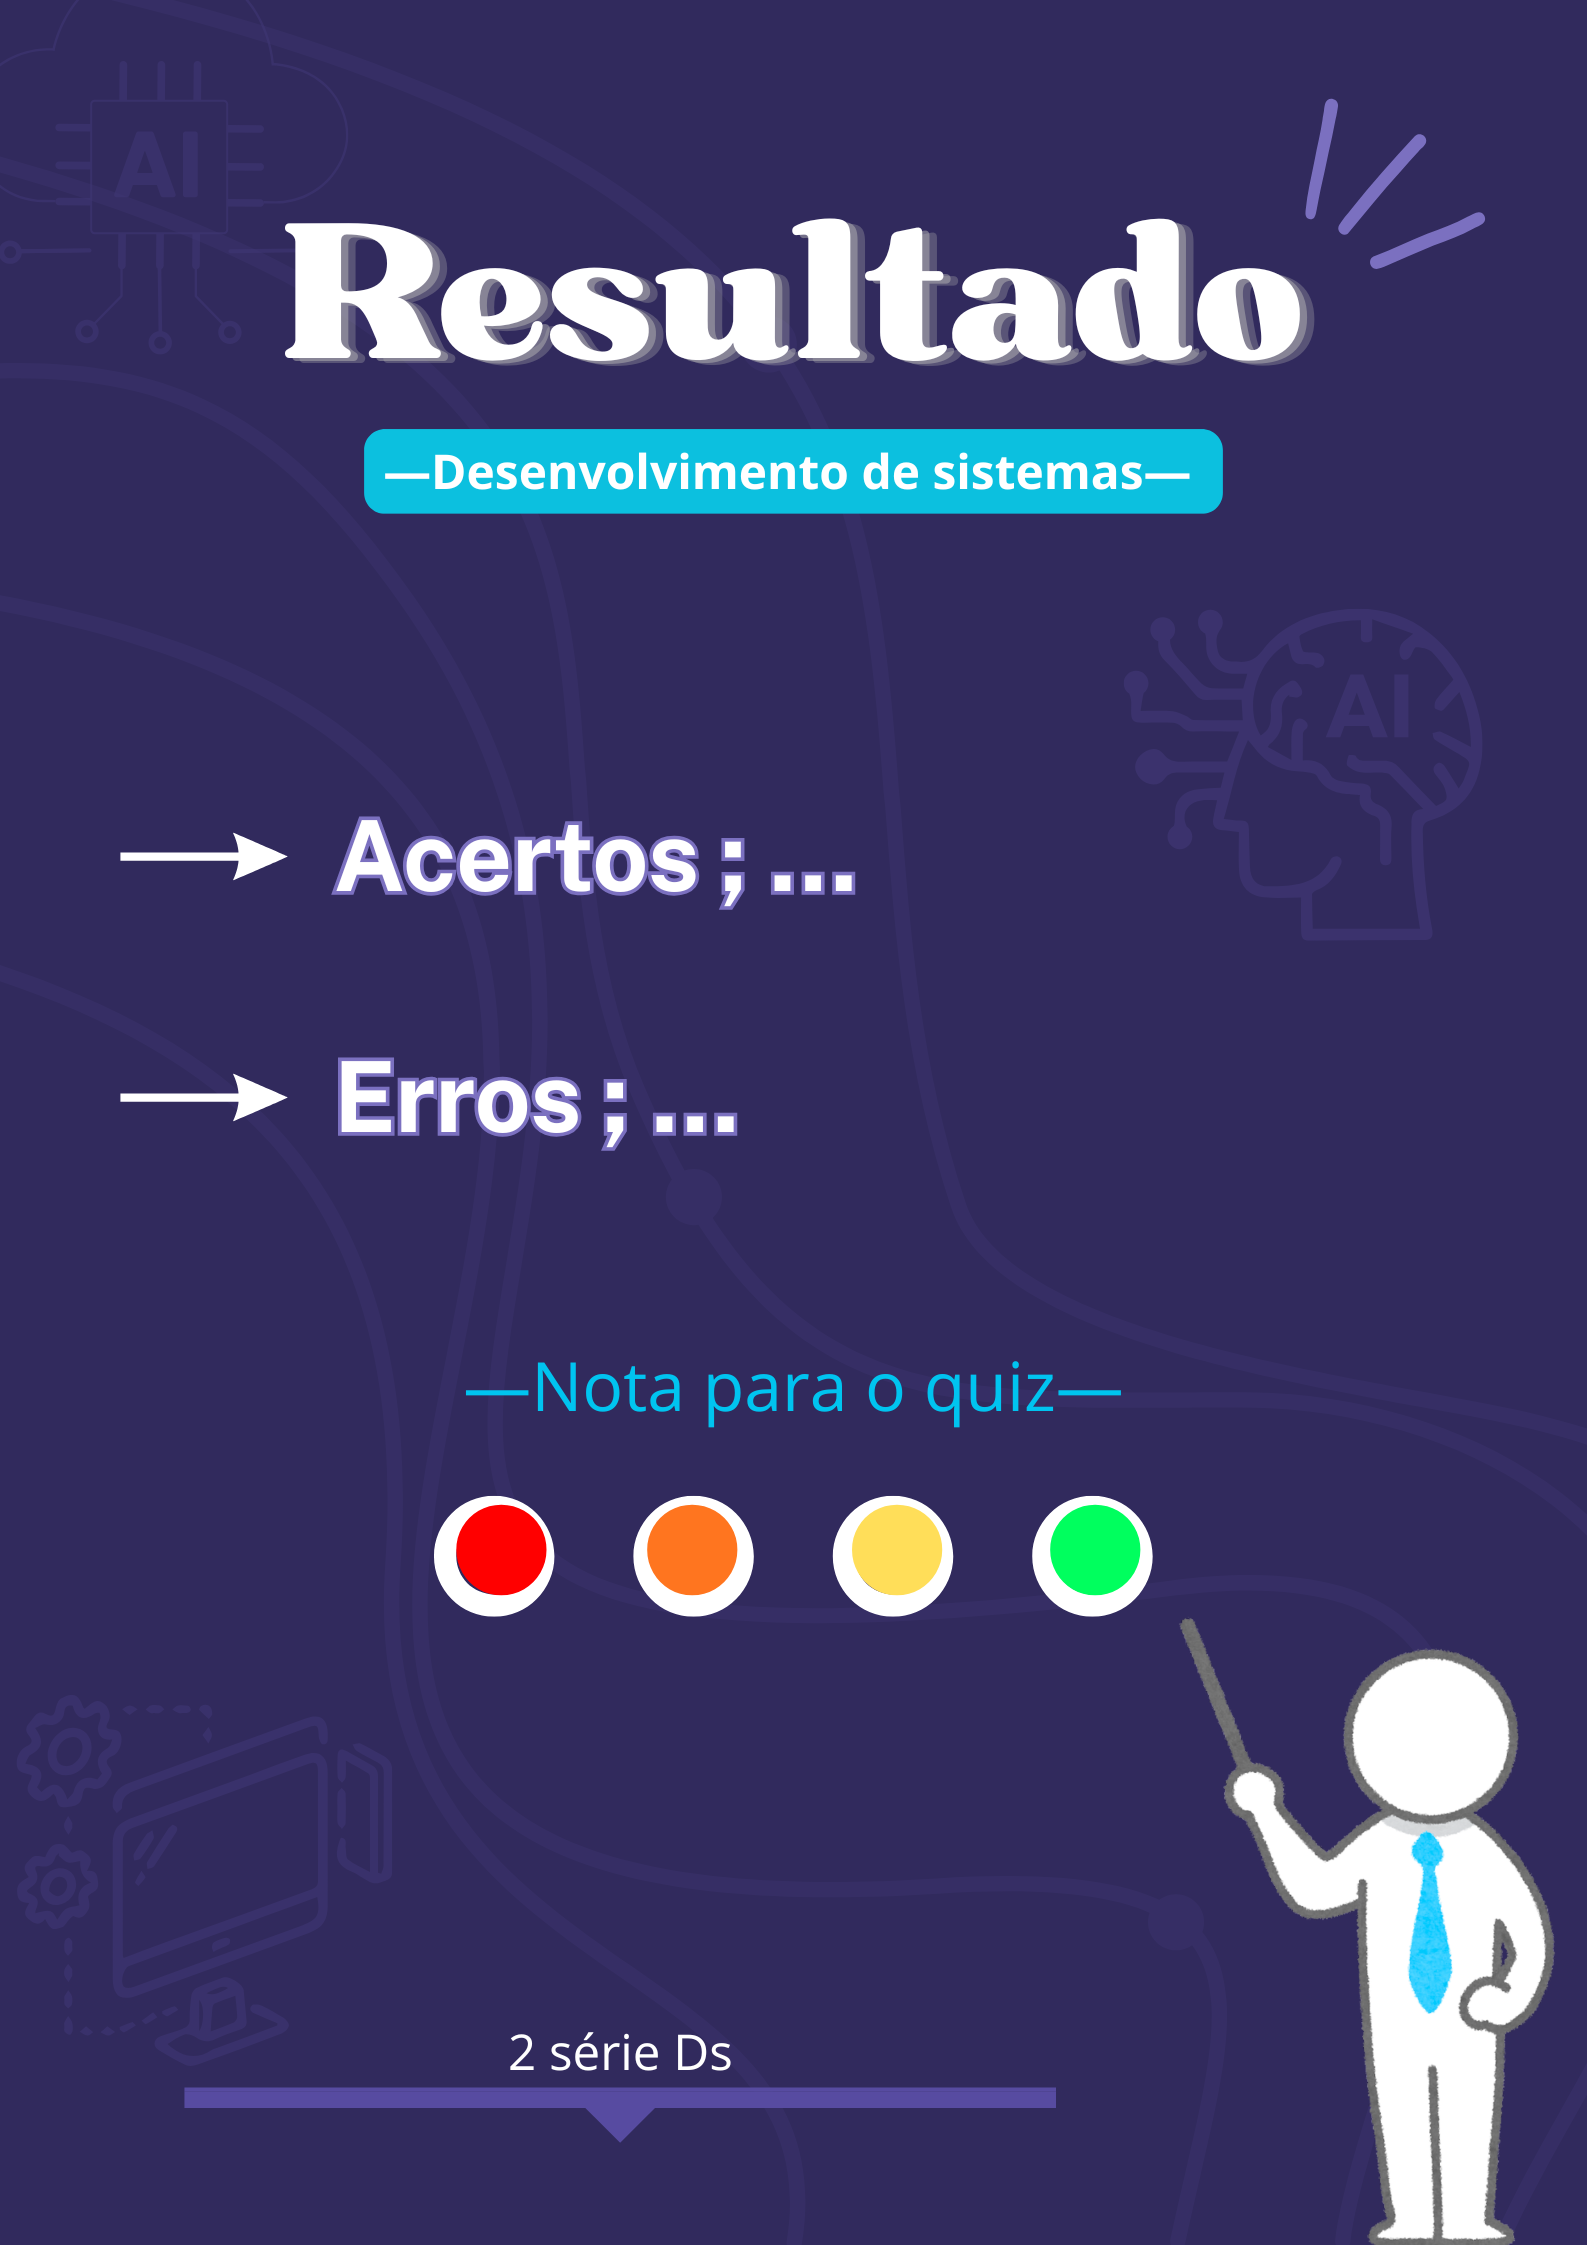 AI
Resultado
—Desenvolvimento de sistemas—
AI
Acertos ; ...
Erros ; ...
—Nota para o quiz—
2 série Ds